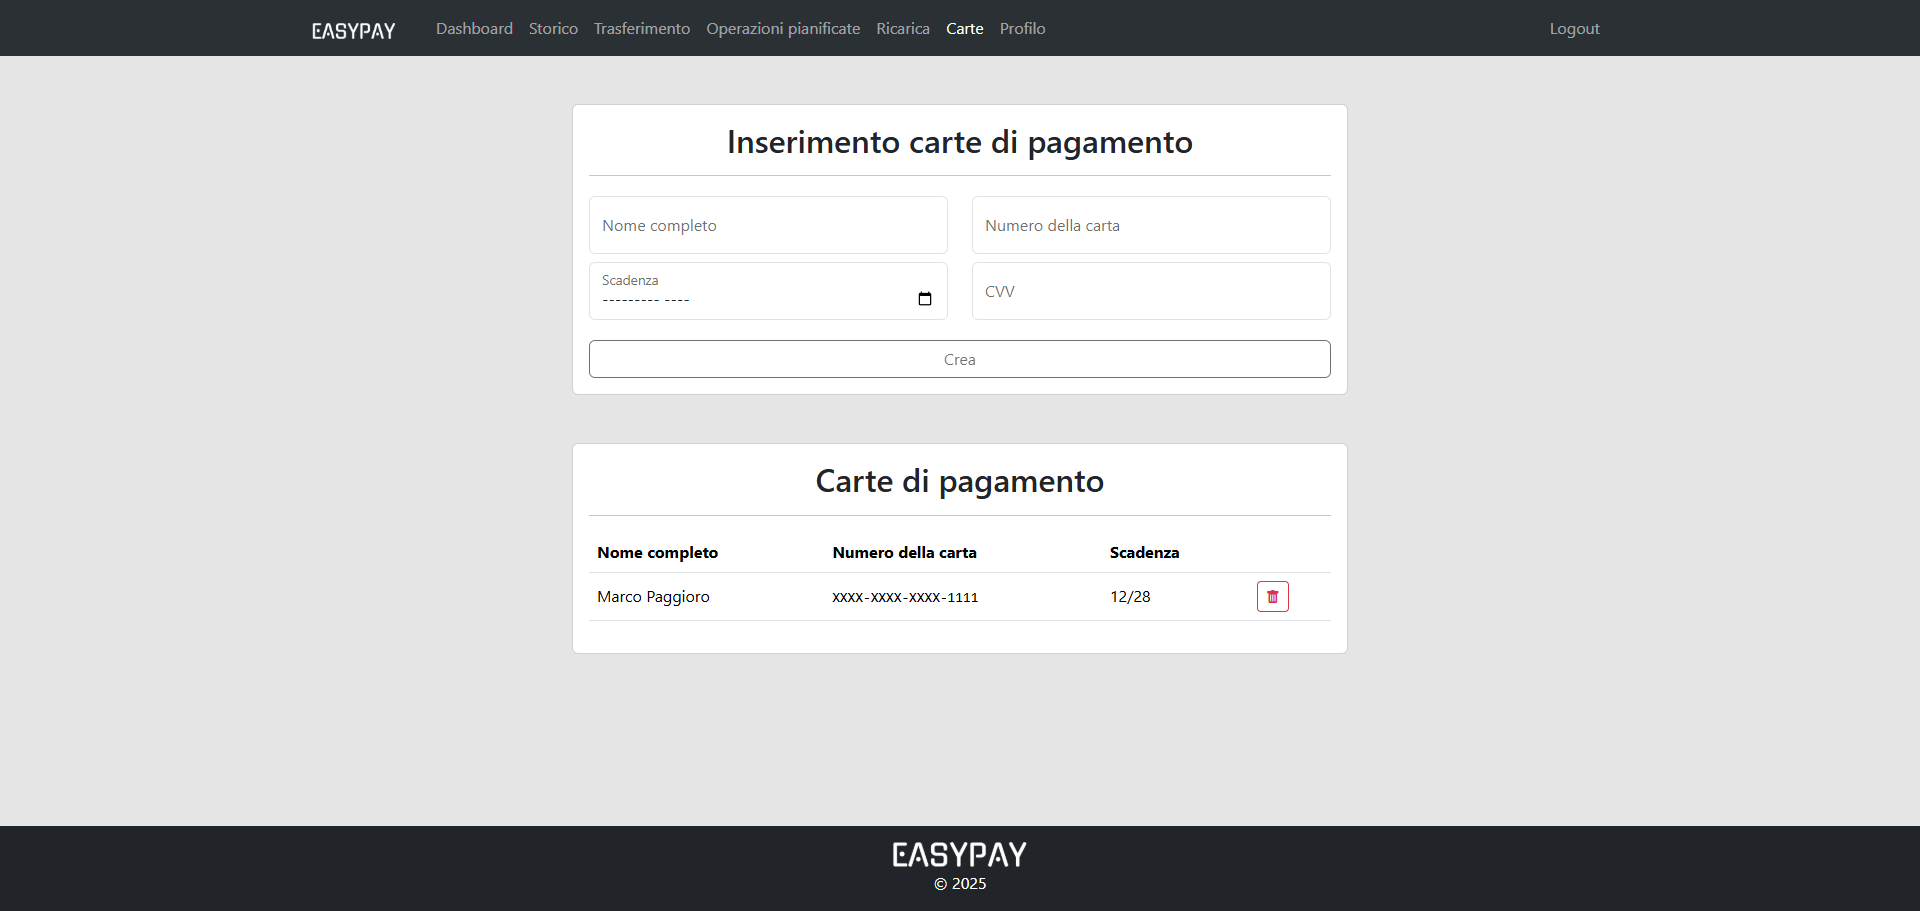 EASYPAY Dashboard Storico Trasferimento Operazioni pianificate Ricarica Carte Profilo Logout
Inserimento carte di pagamento
Nome completo Numero della carta
Scadenza
--------- ----
CVV
Crea
Carte di pagamento
Nome completo Numero della carta Scadenza
Marco Paggioro XXXX-XXXX-XXXX-1111 12/28
EASYPAY
© 2025